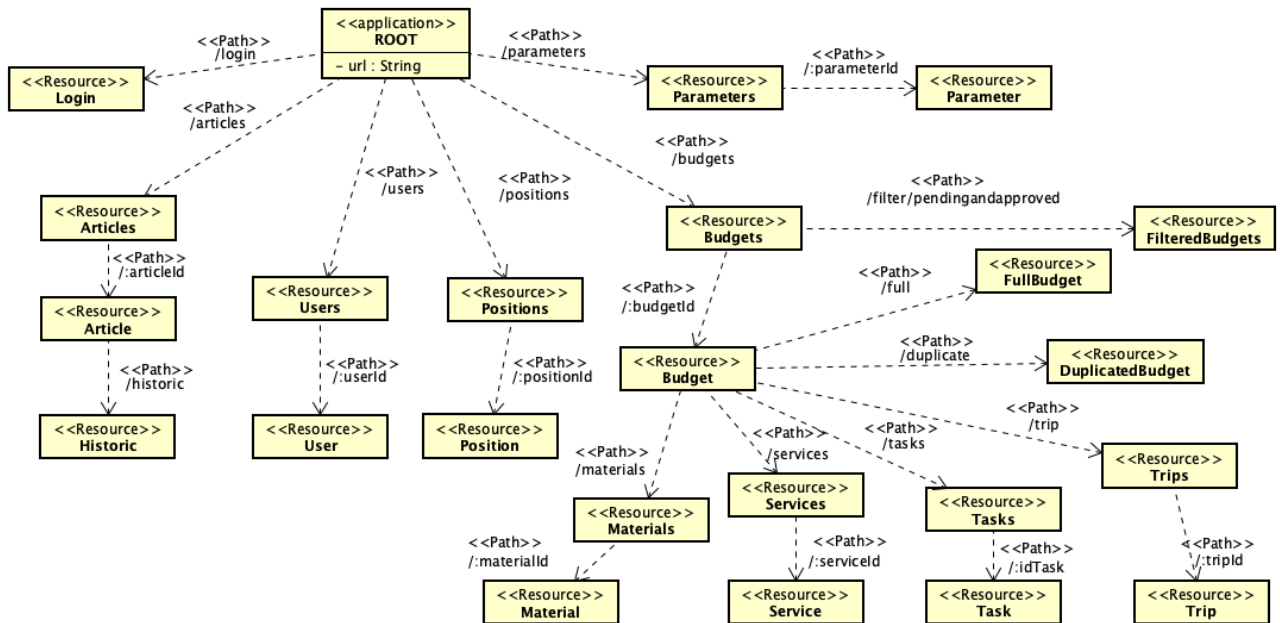 <<application>>
ROOT
- url : String
<<Path>>
/login
<<Path>>
/parameters
<<Resource>>
Login
<<Resource>>
Parameters
<<Path>>
/:parameterId
<<Resource>>
Parameter
<<Path>>
/articles
<<Path>>
/users
<<Path>>
/positions
<<Path>>
/budgets
<<Resource>>
Articles
<<Resource>>
Budgets
<<Path>>
/filter/pendingandapproved
<<Resource>>
FilteredBudgets
<<Path>>
/:articleId
<<Resource>>
Article
<<Resource>>
Users
<<Resource>>
Positions
<<Path>>
/:budgetId
<<Path>>
/full
<<Resource>>
FullBudget
<<Path>>
/historic
<<Path>>
/:userId
<<Path>>
/:positionId
<<Resource>>
Budget
<<Path>>
/duplicate
<<Resource>>
DuplicatedBudget
<<Resource>>
Historic
<<Resource>>
User
<<Resource>>
Position
<<Path>>
/materials
<<Path>>
/services
<<Path>>
/tasks
<<Path>>
/trip
<<Resource>>
Materials
<<Resource>>
Services
<<Resource>>
Tasks
<<Resource>>
Trips
<<Path>>
/:materialId
<<Path>>
/:serviceId
<<Path>>
/:idTask
<<Path>>
/:tripId
<<Resource>>
Material
<<Resource>>
Service
<<Resource>>
Task
<<Resource>>
Trip